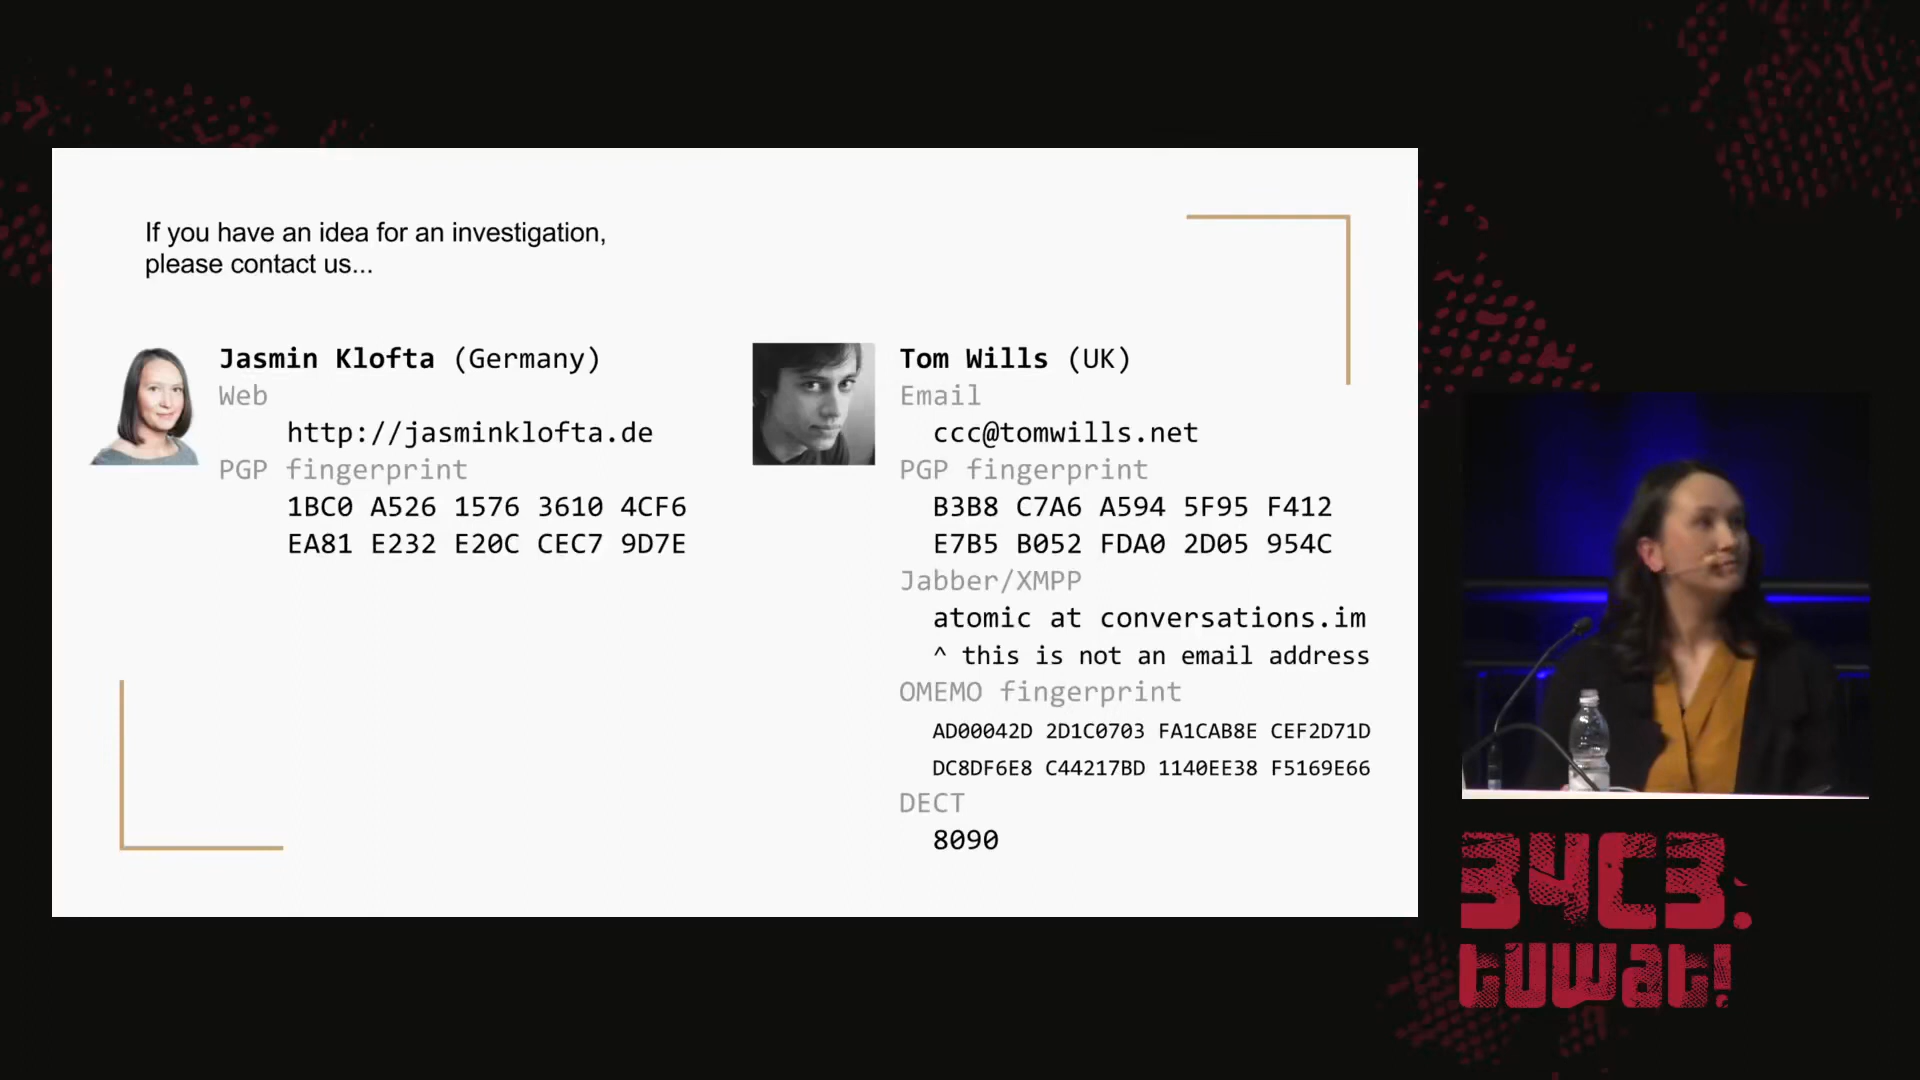 If you have an idea for an investigation,
please contact us...
Jasmin Klofta (Germany)
Web
http://jasminklofta.de
PGP fingerprint
1BC0 A526 1576 3610 4CF6
EA81 E232 E20C CEC7 9D7E
Tom Wills (UK)
Email
ccc@tomwills.net
PGP fingerprint
B3B8 C7A6 A594 5F95 F412
E7B5 B052 FDA0 2D05 954C
Jabber/XMPP
atomic at conversations.im
^ this is not an email address
OMEMO fingerprint
AD00042D 2D1C0703 FA1CAB8E CEF2D71D
DC8DF6E8 C44217BD 1140EE38 F5169E66
DECT
8090
34C3.
tuwat!